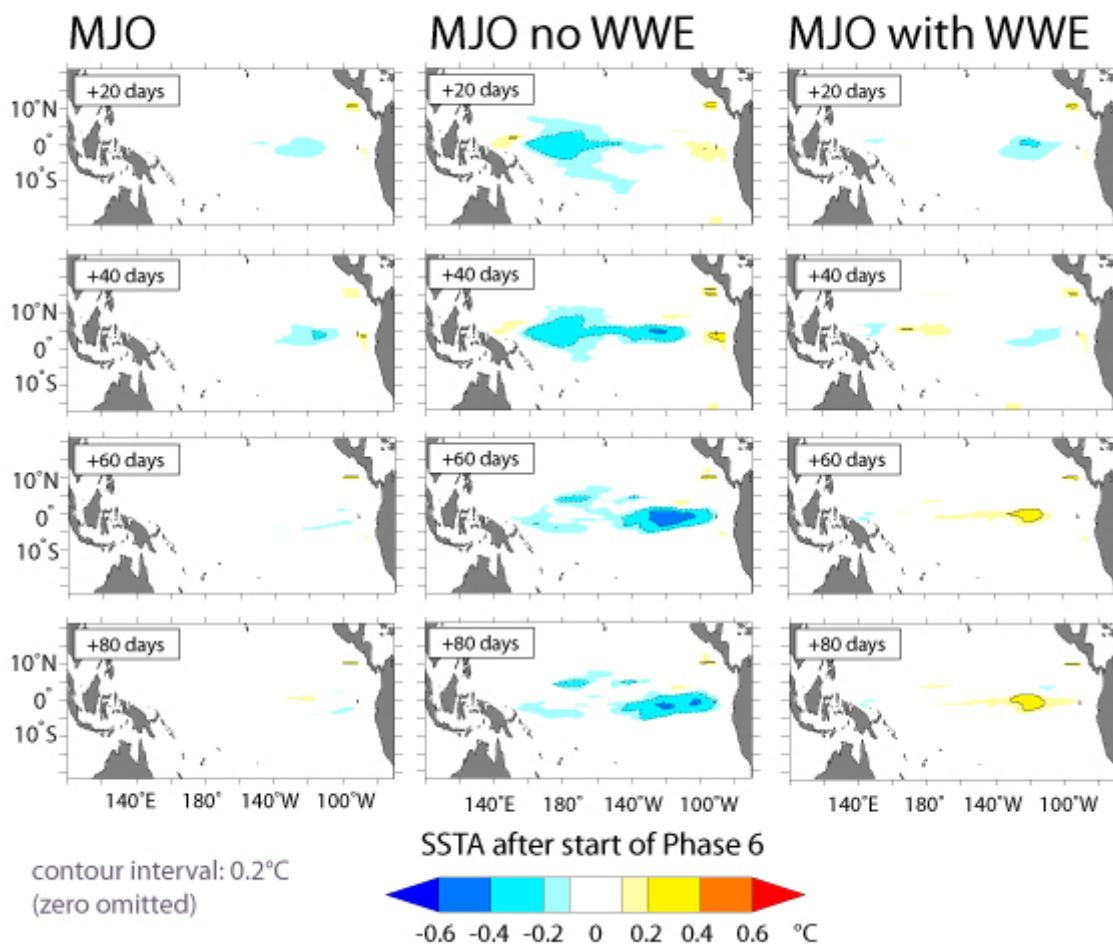 MJO MJO no WWE MJO with WWE
+20 days +20 days +20 days
10°N
0°
10°S
+40 days +40 days +40 days
10°N
0°
10°S
+60 days +60 days +60 days
10°N
0°
10°S
+80 days +80 days +80 days
10°N
0°
10°S
140°E 180° 140°W 100°W 140°E 180° 140°W 100°W 140°E 180° 140°W 100°W
SSTA after start of Phase 6
contour interval: 0.2°C
(zero omitted)
-0.6 -0.4 -0.2 0 0.2 0.4 0.6 °C